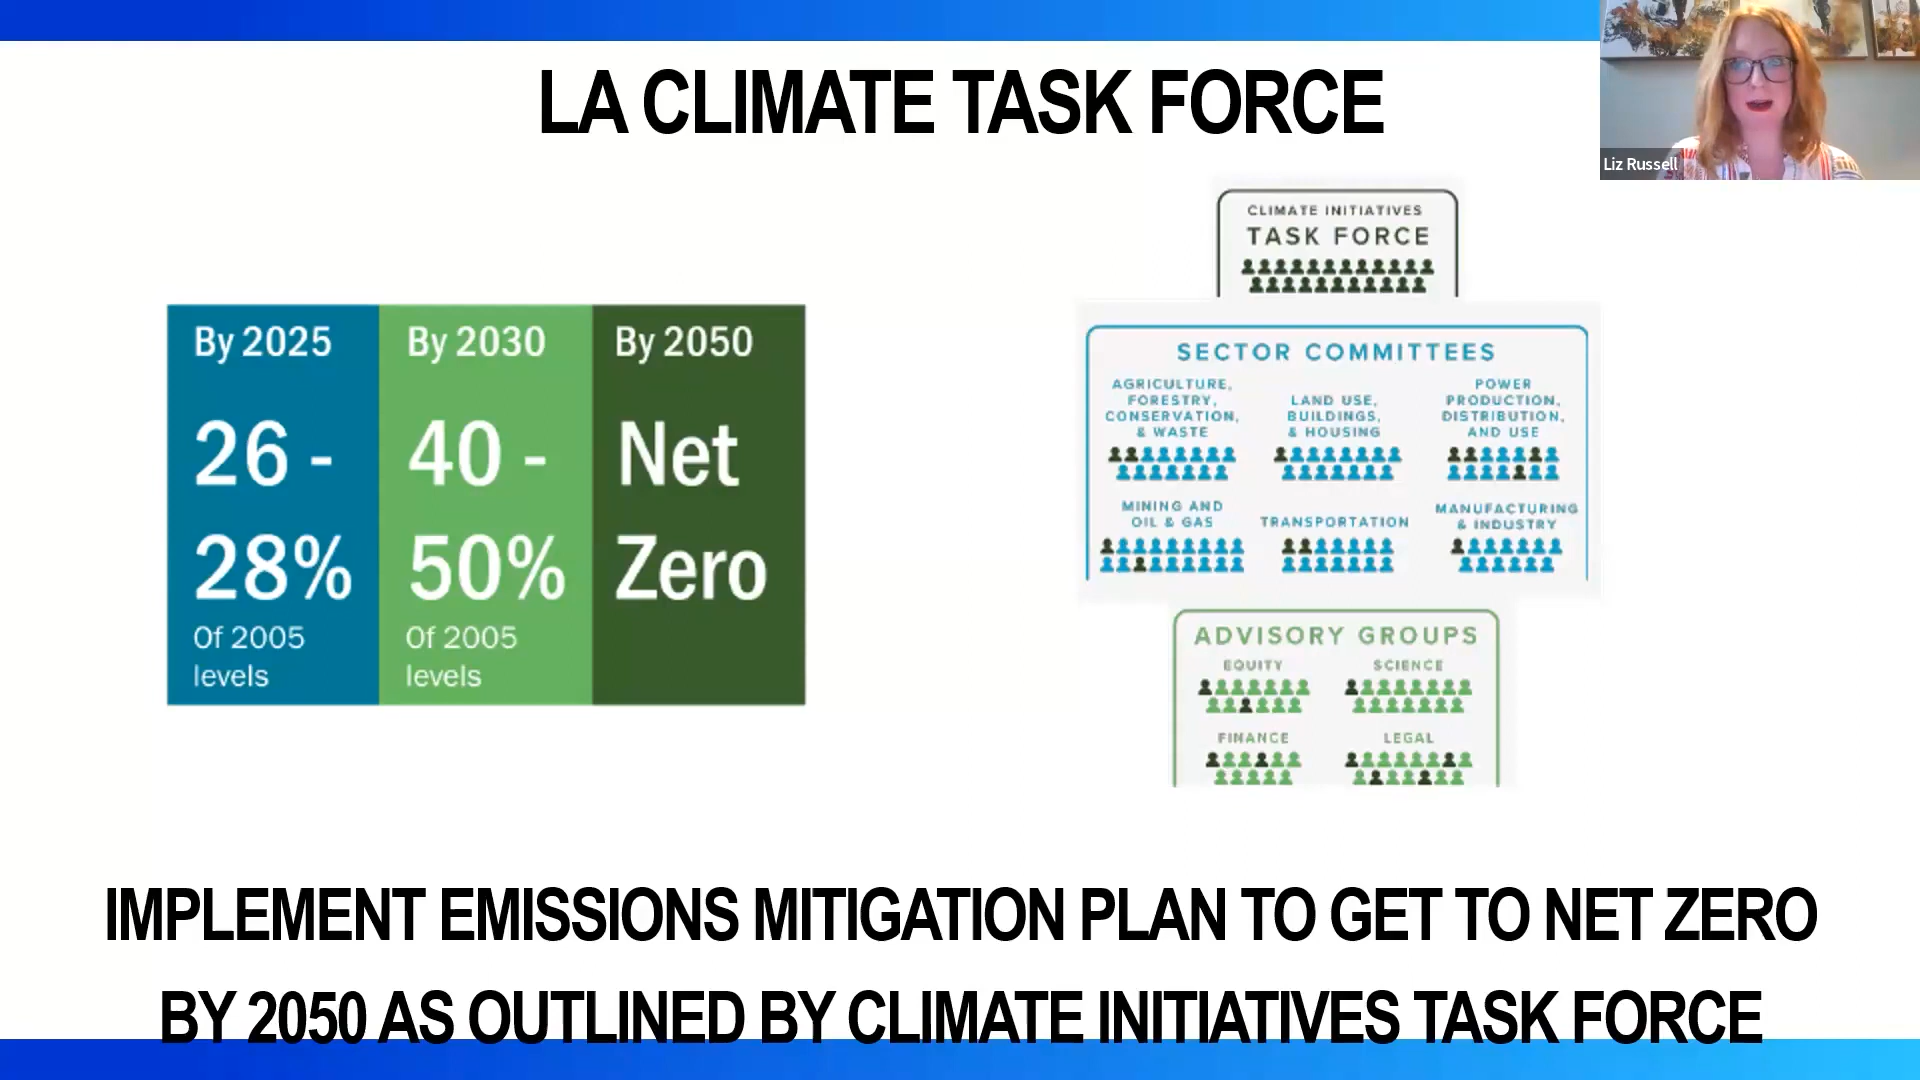 LA CLIMATE TASK FORCE
Liz Russell
By 2025
26 -
28%
Of 2005
levels
By 2030
40 -
50%
Of 2005
levels
By 2050
Net
Zero
CLIMATE INITIATIVES
TASK FORCE
SECTOR COMMITTEES
AGRICULTURE,
FORESTRY,
CONSERVATION,
& WASTE
LAND USE,
BUILDINGS,
& HOUSING
POWER
PRODUCTION,
DISTRIBUTION,
AND USE
MINING AND
OIL & GAS
TRANSPORTATION
MANUFACTURING
& INDUSTRY
ADVISORY GROUPS
EQUITY
SCIENCE
FINANCE
LEGAL
IMPLEMENT EMISSIONS MITIGATION PLAN TO GET TO NET ZERO
BY 2050 AS OUTLINED BY CLIMATE INITIATIVES TASK FORCE